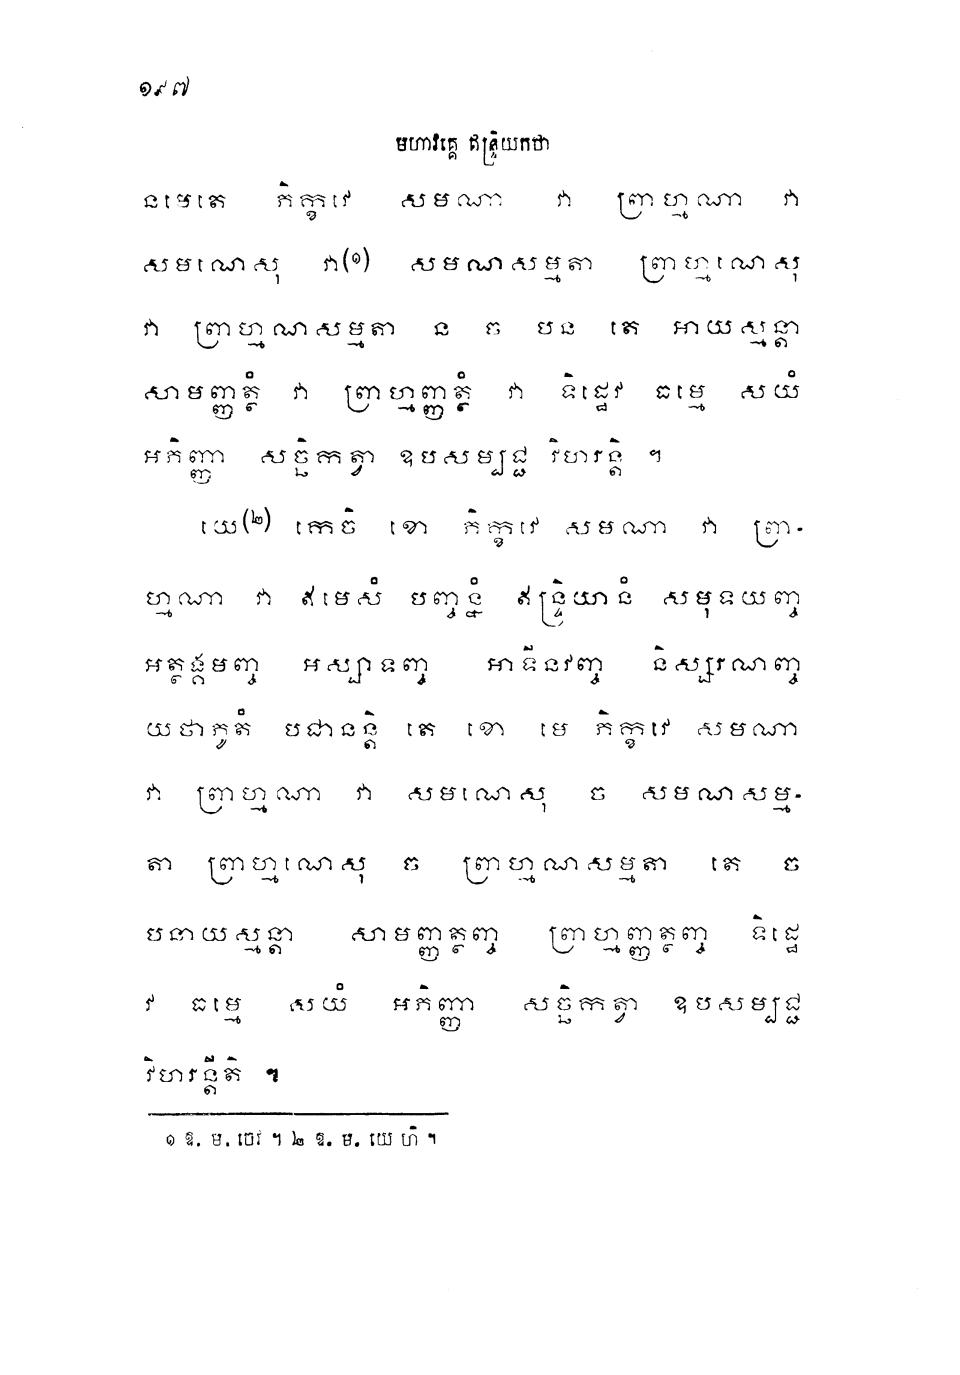 ១៩៧
មហាវគ្គេ ឥន្ទ្រិយកថា
នមេតេ ភិក្ខវេ សមណា វា ព្រាហ្មណា វា
សមណេសុ វា(១) សមណសម្មតា ព្រាហ្មណេសុ
វា ព្រាហ្មណសម្មតា ន ច បន តេ អាយស្មន្តា
សាមញ្ញត្ថំ វា ព្រាហ្មញ្ញត្ថំ វា ទិដ្ឋេវ ធម្មេ សយំ
អភិញ្ញា សច្ឆិកត្វា ឧបសម្បជ្ជ វិហរន្តិ ។
យេ(២) កេចិ ខោ ភិក្ខវេ សមណា វា ព្រា-
ហ្មណា វា ឥមេសំ បញ្ចន្នំ ឥន្ទ្រិយានំ សមុទយញ្ច
អត្ថង្គមញ្ច អស្សាទញ្ច អាទីនវញ្ច និស្សរណញ្ច
យថាភូតំ បជានន្តិ តេ ខោ មេ ភិក្ខវេ សមណា
វា ព្រាហ្មណា វា សមណេសុ ច សមណសម្ម-
តា ព្រាហ្មណេសុ ច ព្រាហ្មណសម្មតា តេ ច
បនាយស្មន្តា សាមញ្ញត្ថញ្ច ព្រាហ្មញ្ញត្ថញ្ច ទិដ្ឋេ
វ ធម្មេ សយំ អភិញ្ញា សច្ឆិកត្វា ឧបសម្បជ្ជ
វិហរន្តីតិ ។
១ ឱ. ម. ចេវ ។ ២ ឱ. ម. យេ ហិ ។